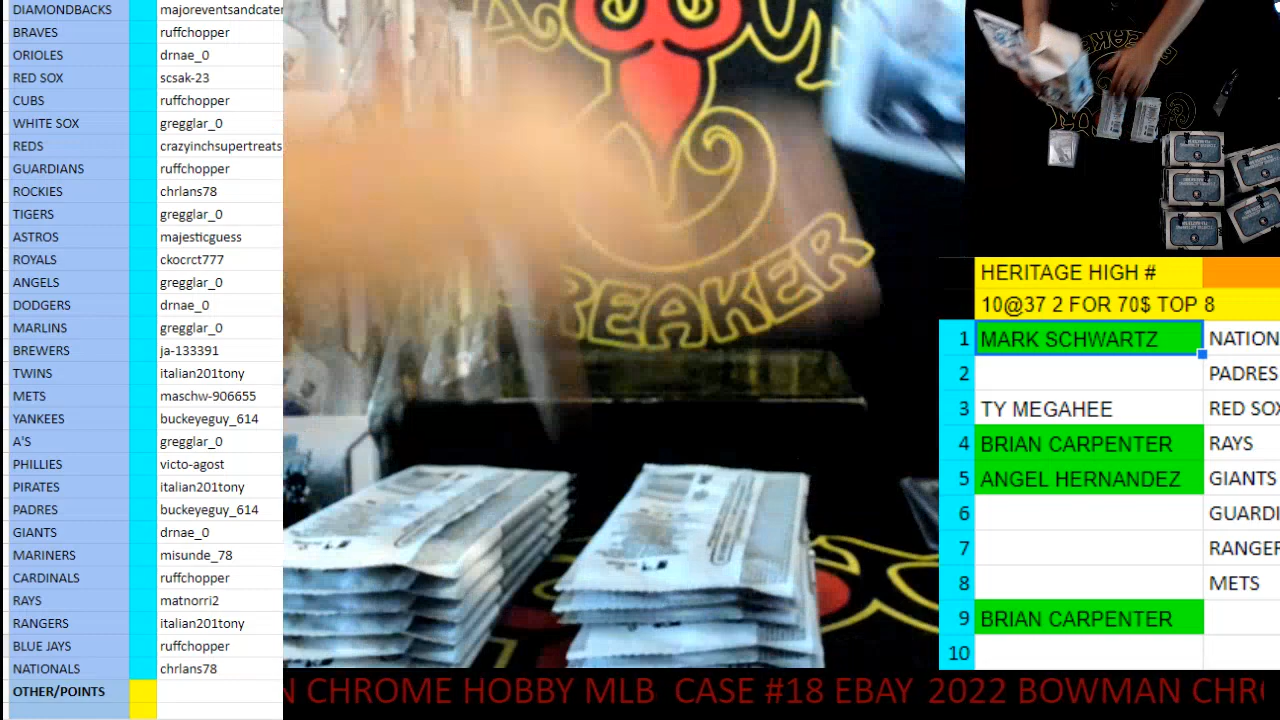 DIAMONDBACKS majoreventsandcater
BRAVES ruffchopper
ORIOLES drnae_0
RED SOX scsak-23
CUBS ruffchopper
WHITE SOX gregglar_0
REDS crazyinchsupertreats
GUARDIANS ruffchopper
ROCKIES chrlans78
TIGERS gregglar_0
ASTROS majesticguess
ROYALS ckocrct777
ANGELS gregglar_0
DODGERS drnae_0
MARLINS gregglar_0
BREWERS ja-133391
TWINS italian201tony
METS maschw-906655
YANKEES buckeyeguy_614
A'S gregglar_0
PHILLIES victo-agost
PIRATES italian201tony
PADRES buckeyeguy_614
GIANTS drnae_0
MARINERS misunde_78
CARDINALS ruffchopper
RAYS matnorri2
RANGERS italian201tony
BLUE JAYS ruffchopper
NATIONALS chrlans78
OTHER/POINTS
REAKER
HERITAGE HIGH #
10@37 2 FOR 70$ TOP 8
1 MARK SCHWARTZ NATION
2 PADRES
3 TY MEGAHEE RED SOX
4 BRIAN CARPENTER RAYS
5 ANGEL HERNANDEZ GIANTS
6 GUARDI
7 RANGER
8 METS
9 BRIAN CARPENTER
10
N CHROME HOBBY MLB CASE #18 EBAY 2022 BOWMAN CHR